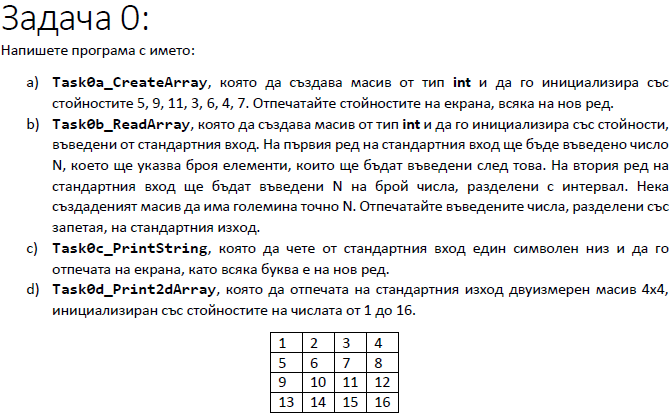 Задача 0:
Напишете програма с името:
a) Task0a_CreateArray, която да създава масив от тип int и да го инициализира със
стойностите 5, 9, 11, 3, 6, 4, 7. Отпечатайте стойностите на екрана, всяка на нов ред.
b) Task0b_ReadArray, която да създава масив от тип int и да го инициализира със стойности,
въведени от стандартния вход. На първия ред на стандартния вход ще бъде въведено число
N, което ще указва броя елементи, които ще бъдат въведени след това. На втория ред на
стандартния вход ще бъдат въведени N на брой числа, разделени с интервал. Нека
създаденият масив да има големина точно N. Отпечатайте въведените числа, разделени със
запетая, на стандартния изход.
c) Task0c_PrintString, която да чете от стандартния вход един символен низ и да го
отпечата на екрана, като всяка буква е на нов ред.
d) Task0d_Print2dArray, която да отпечата на стандартния изход двуизмерен масив 4x4,
инициализиран със стойностите на числата от 1 до 16.
1 2 3 4
5 6 7 8
9 10 11 12
13 14 15 16